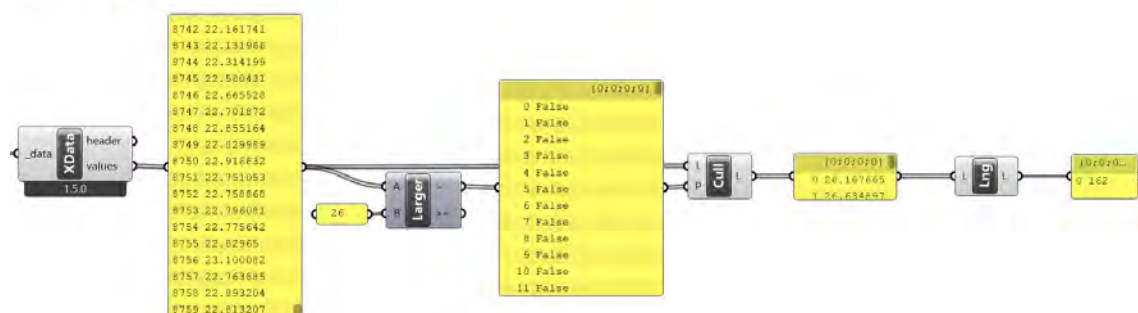 _data
XData
header
values
1.5.0
8742 22.161741
8743 22.131968
8744 22.314199
8745 22.580431
8746 22.665528
8747 22.701872
8748 22.855164
8749 22.829989
8750 22.916832
8751 22.751053
8752 22.758868
8753 22.796081
8754 22.775642
8755 22.82965
8756 23.100082
8757 22.763885
8758 22.893204
8759 22.813207
26
A
B
Larger
>
>=
{0;0;0;0}
0 False
1 False
2 False
3 False
4 False
5 False
6 False
7 False
8 False
9 False
10 False
11 False
L
P
Cull
L
{0;0;0;0}
0 26.167665
1 26.634897
L
Lng
L
{0;0;0…
0 162